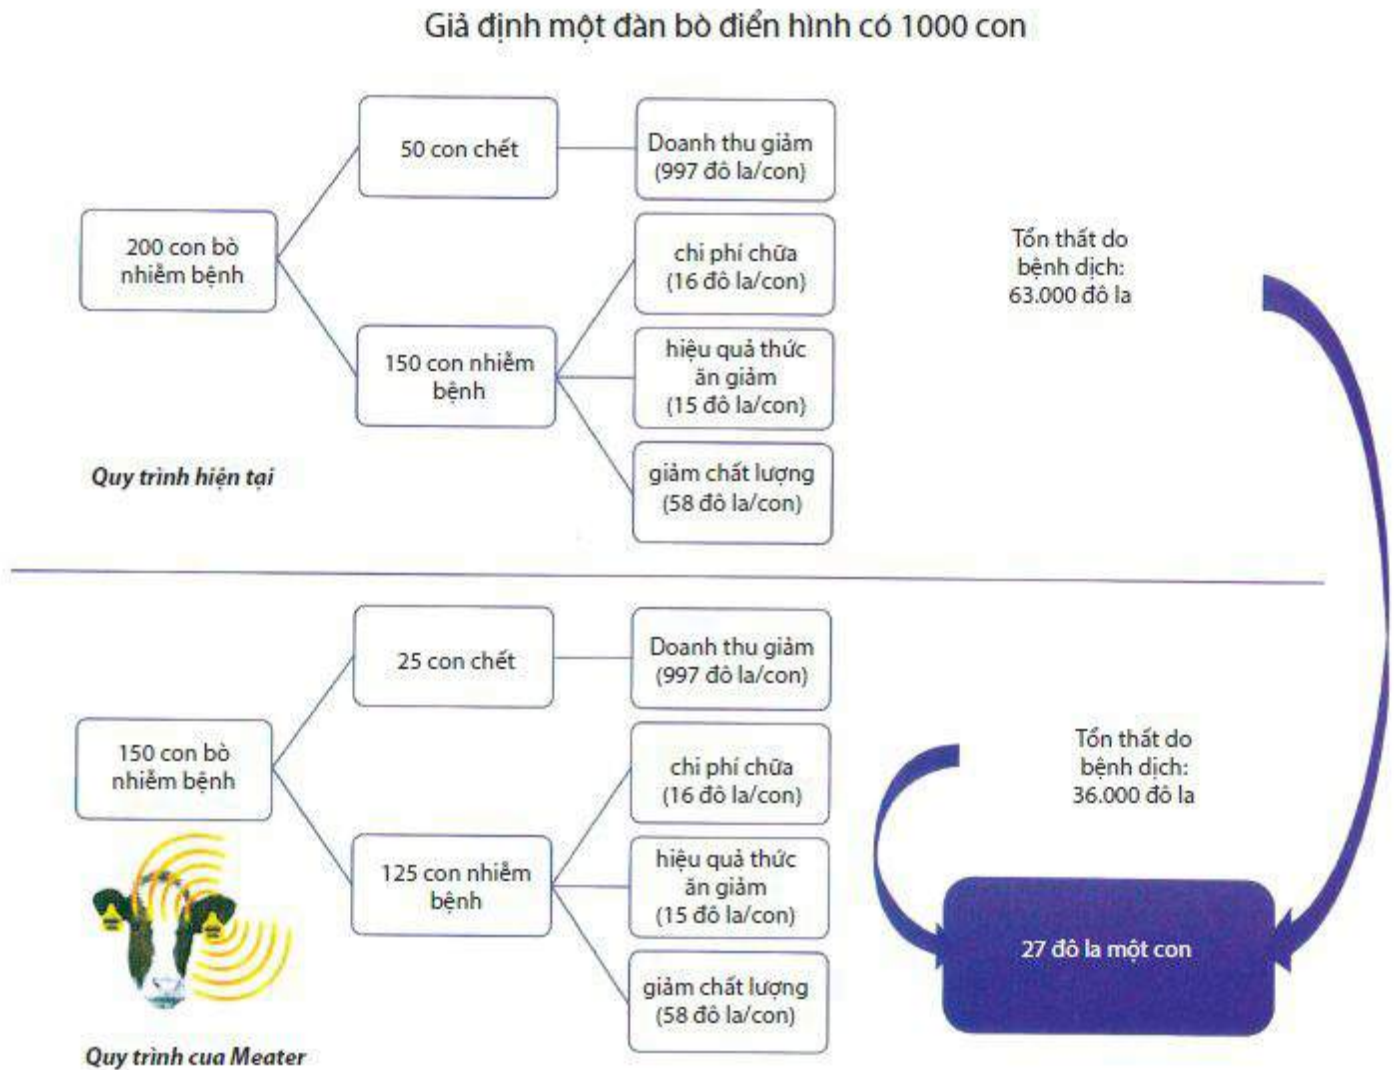 Giả định một đàn bò điển hình có 1000 con
50 con chết
Doanh thu giảm
(997 đô la/con)
200 con bò
nhiễm bệnh
chi phí chữa
(16 đô la/con)
Tổn thất do
bệnh dịch:
63.000 đô la
150 con nhiễm
bệnh
hiệu quả thức
ăn giảm
(15 đô la/con)
giảm chất lượng
(58 đô la/con)
Quy trình hiện tại
25 con chết
Doanh thu giảm
(997 đô la/con)
150 con bò
nhiễm bệnh
chi phí chữa
(16 đô la/con)
Tổn thất do
bệnh dịch:
36.000 đô la
125 con nhiễm
bệnh
hiệu quả thức
ăn giảm
(15 đô la/con)
27 đô la một con
giảm chất lượng
(58 đô la/con)
Quy trình cua Meater